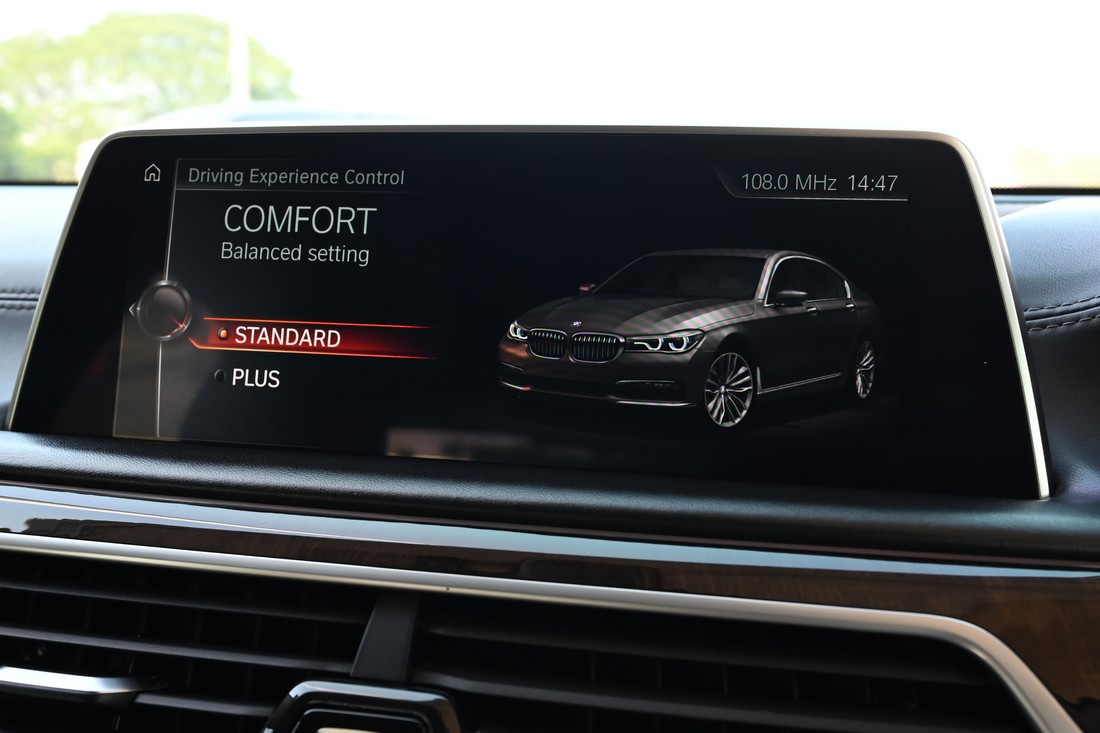 Driving Experience Control
108.0 MHz 14:47
COMFORT
Balanced setting
STANDARD
PLUS